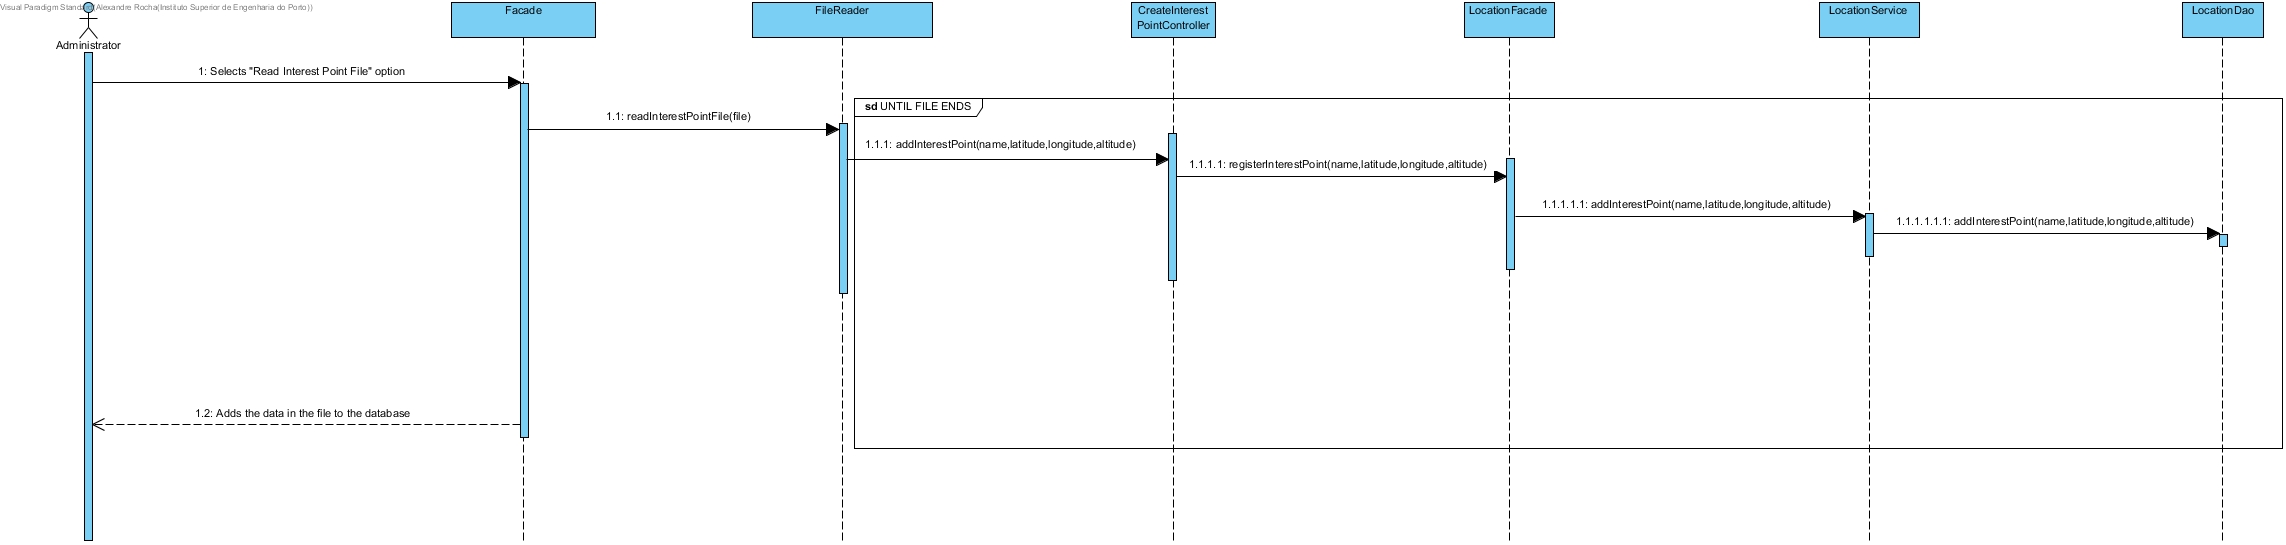 Visual Paradigm Standard(Alexandre Rocha(Instituto Superior de Engenharia do Porto))
Administrator
Facade
FileReader
CreateInterest
PointController
LocationFacade
LocationService
LocationDao
1: Selects "Read Interest Point File" option
sd UNTIL FILE ENDS
1.1: readInterestPointFile(file)
1.1.1: addInterestPoint(name,latitude,longitude,altitude)
1.1.1.1: registerInterestPoint(name,latitude,longitude,altitude)
1.1.1.1.1: addInterestPoint(name,latitude,longitude,altitude)
1.1.1.1.1.1: addInterestPoint(name,latitude,longitude,altitude)
1.2: Adds the data in the file to the database